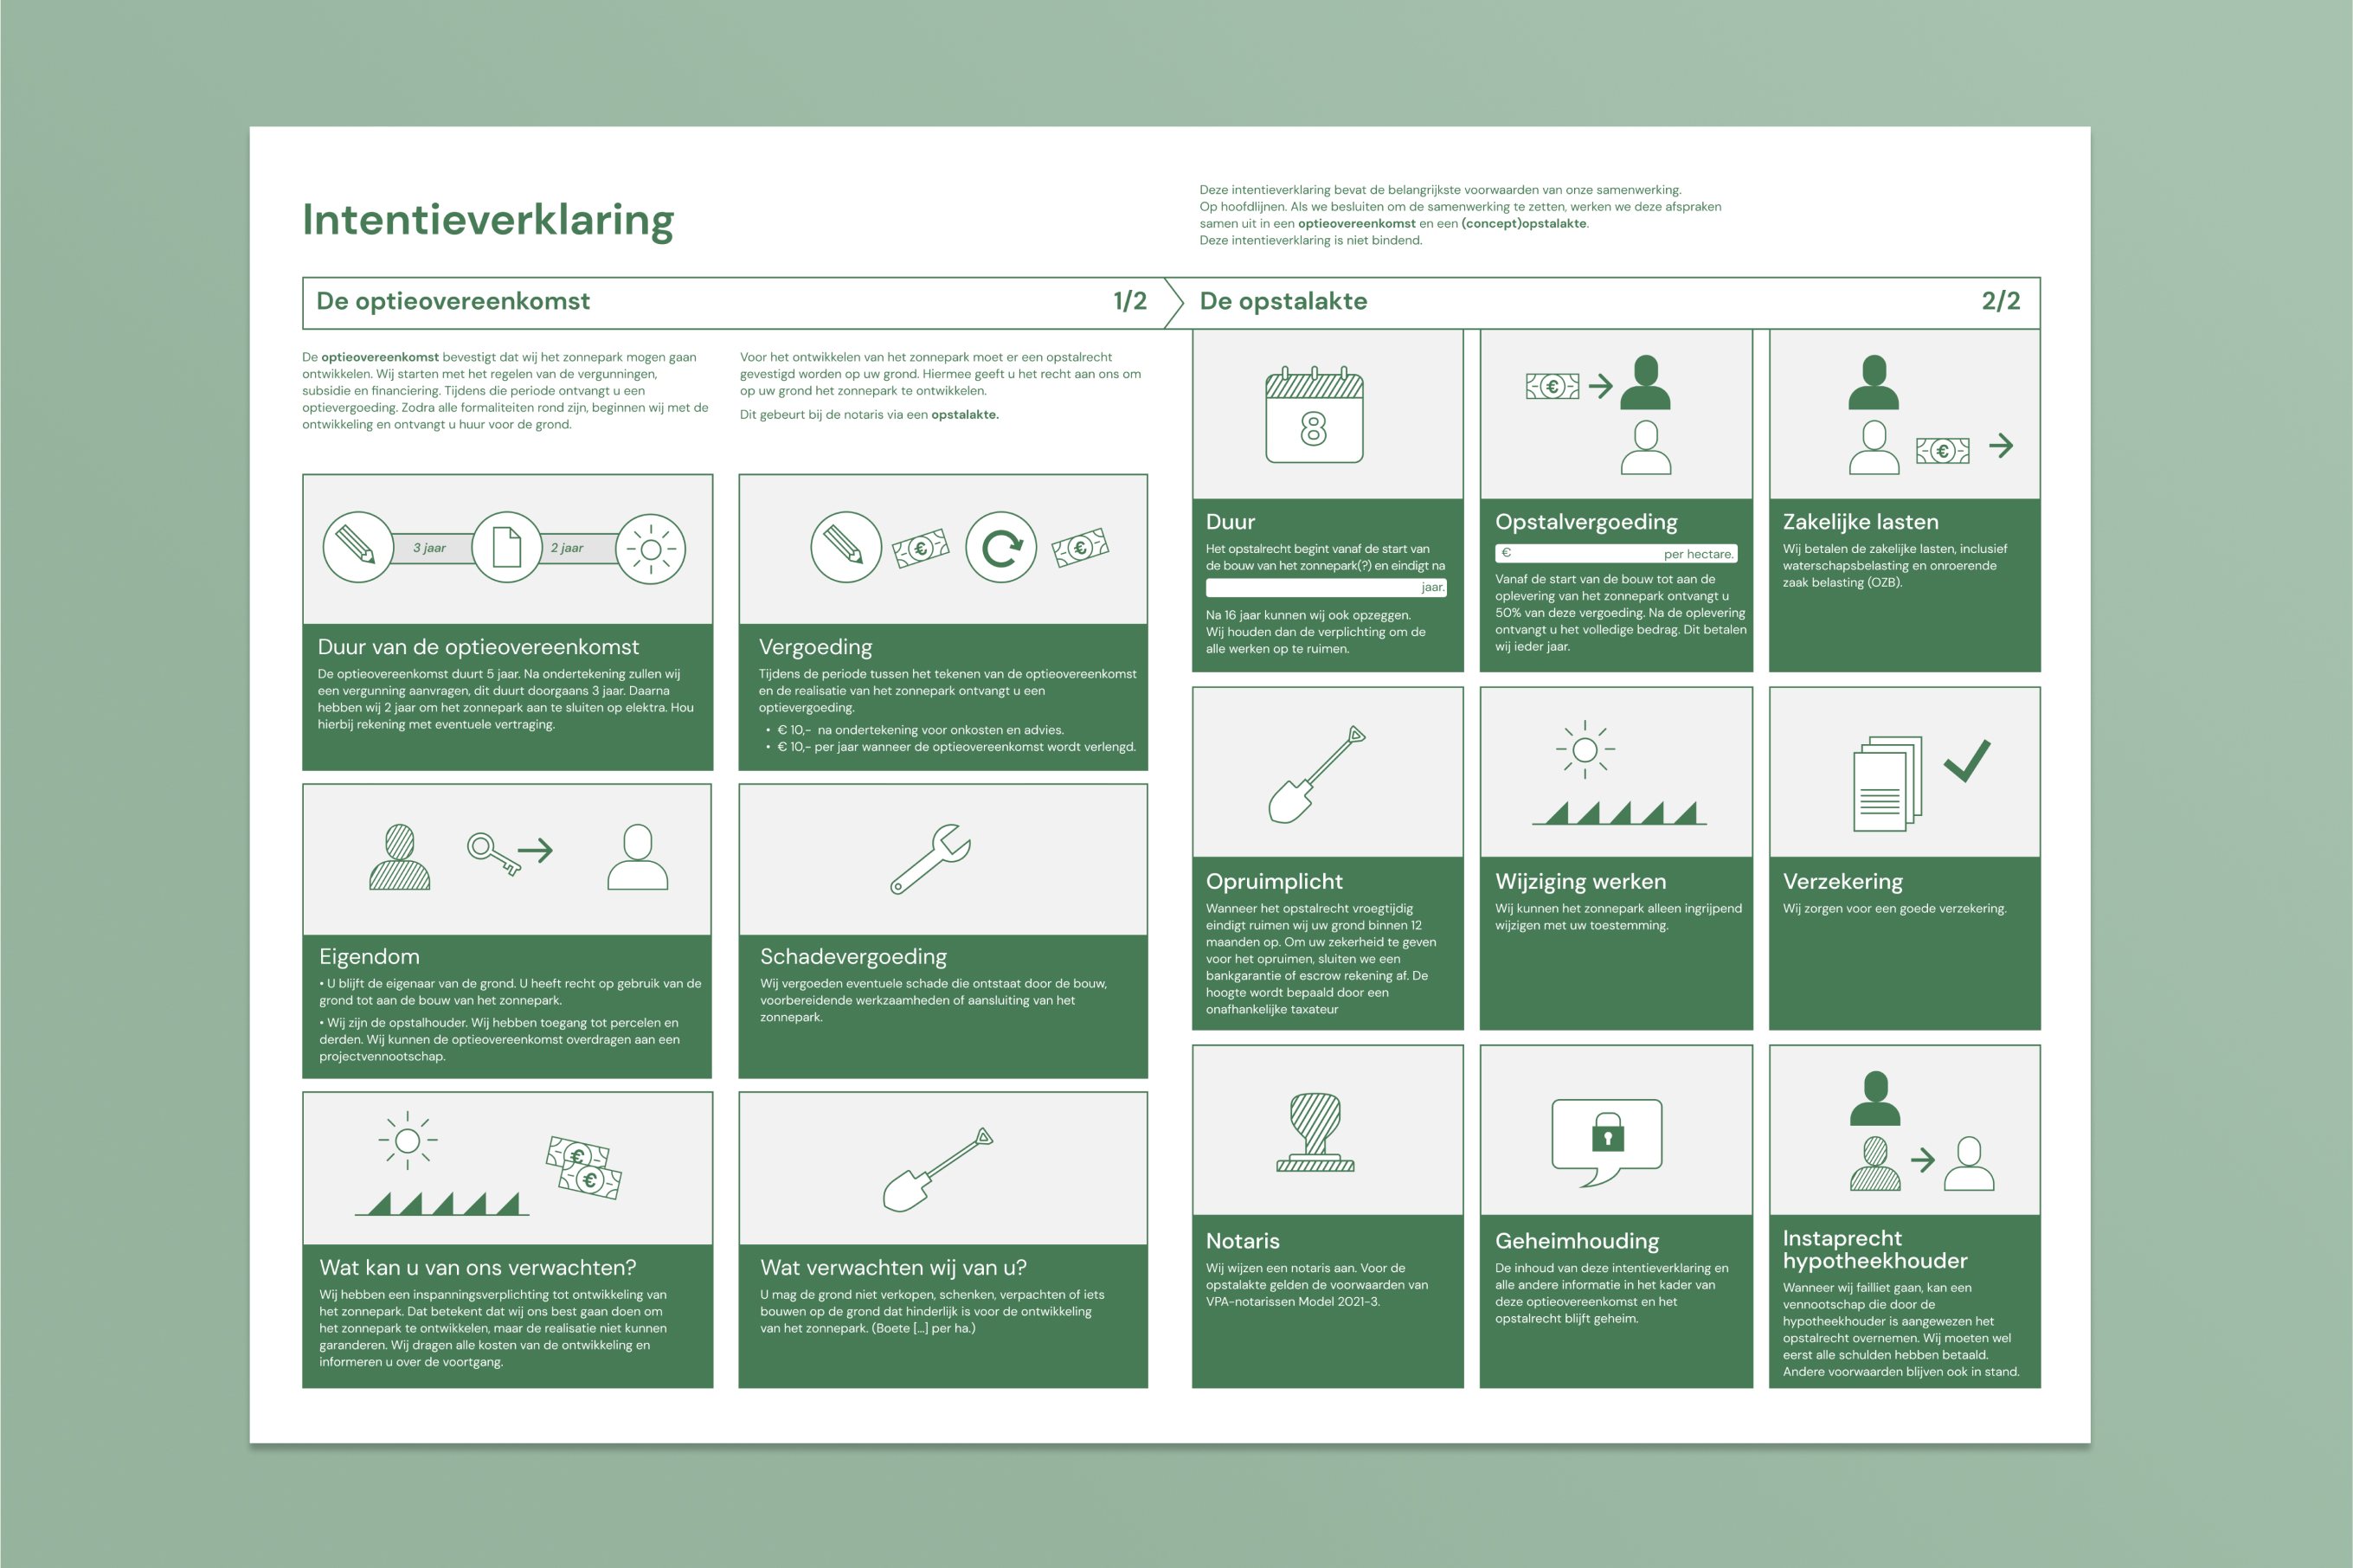 Intentieverklaring
Deze intentieverklaring bevat de belangrijkste voorwaarden van onze samenwerking.
Op hoofdlijnen. Als we besluiten om de samenwerking te zetten, werken we deze afspraken
samen uit in een optieovereenkomst en een (concept)opstalakte.
Deze intentieverklaring is niet bindend.
De optieovereenkomst 1/2
De optieovereenkomst bevestigt dat wij het zonnepark mogen gaan
ontwikkelen. Wij starten met het regelen van de vergunningen,
subsidie en financiering. Tijdens die periode ontvangt u een
optievergoeding. Zodra alle formaliteiten rond zijn, beginnen wij met de
ontwikkeling en ontvangt u huur voor de grond.
Voor het ontwikkelen van het zonnepark moet er een opstalrecht
gevestigd worden op uw grond. Hiermee geeft u het recht aan ons om
op uw grond het zonnepark te ontwikkelen.
Dit gebeurt bij de notaris via een opstalakte.
3 jaar
2 jaar
Duur van de optieovereenkomst
De optieovereenkomst duurt 5 jaar. Na ondertekening zullen wij
een vergunning aanvragen, dit duurt doorgaans 3 jaar. Daarna
hebben wij 2 jaar om het zonnepark aan te sluiten op elektra. Hou
hierbij rekening met eventuele vertraging.
€
€
Vergoeding
Tijdens de periode tussen het tekenen van de optieovereenkomst
en de realisatie van het zonnepark ontvangt u een
optievergoeding.
• € 10,- na ondertekening voor onkosten en advies.
• € 10,- per jaar wanneer de optieovereenkomst wordt verlengd.
Eigendom
• U blijft de eigenaar van de grond. U heeft recht op gebruik van de
grond tot aan de bouw van het zonnepark.
• Wij zijn de opstalhouder. Wij hebben toegang tot percelen en
derden. Wij kunnen de optieovereenkomst overdragen aan een
projectvennootschap.
Schadevergoeding
Wij vergoeden eventuele schade die ontstaat door de bouw,
voorbereidende werkzaamheden of aansluiting van het
zonnepark.
€
€
Wat kan u van ons verwachten?
Wij hebben een inspanningsverplichting tot ontwikkeling van
het zonnepark. Dat betekent dat wij ons best gaan doen om
het zonnepark te ontwikkelen, maar de realisatie niet kunnen
garanderen. Wij dragen alle kosten van de ontwikkeling en
informeren u over de voortgang.
Wat verwachten wij van u?
U mag de grond niet verkopen, schenken, verpachten of iets
bouwen op de grond dat hinderlijk is voor de ontwikkeling
van het zonnepark. (Boete [...] per ha.)
De opstalakte 2/2
8
Duur
Het opstalrecht begint vanaf de start van
de bouw van het zonnepark(?) en eindigt na
jaar.
Na 16 jaar kunnen wij ook opzeggen.
Wij houden dan de verplichting om de
alle werken op te ruimen.
€
Opstalvergoeding
€ per hectare.
Vanaf de start van de bouw tot aan de
oplevering van het zonnepark ontvangt u
50% van deze vergoeding. Na de oplevering
ontvangt u het volledige bedrag. Dit betalen
wij ieder jaar.
€
Zakelijke lasten
Wij betalen de zakelijke lasten, inclusief
waterschapsbelasting en onroerende
zaak belasting (OZB).
Opruimplicht
Wanneer het opstalrecht vroegtijdig
eindigt ruimen wij uw grond binnen 12
maanden op. Om uw zekerheid te geven
voor het opruimen, sluiten we een
bankgarantie of escrow rekening af. De
hoogte wordt bepaald door een
onafhankelijke taxateur
Wijziging werken
Wij kunnen het zonnepark alleen ingrijpend
wijzigen met uw toestemming.
Verzekering
Wij zorgen voor een goede verzekering.
Notaris
Wij wijzen een notaris aan. Voor de
opstalakte gelden de voorwaarden van
VPA-notarissen Model 2021-3.
Geheimhouding
De inhoud van deze intentieverklaring en
alle andere informatie in het kader van
deze optieovereenkomst en het
opstalrecht blijft geheim.
Instaprecht
hypotheekhouder
Wanneer wij failliet gaan, kan een
vennootschap die door de
hypotheekhouder is aangewezen het
opstalrecht overnemen. Wij moeten wel
eerst alle schulden hebben betaald.
Andere voorwaarden blijven ook in stand.